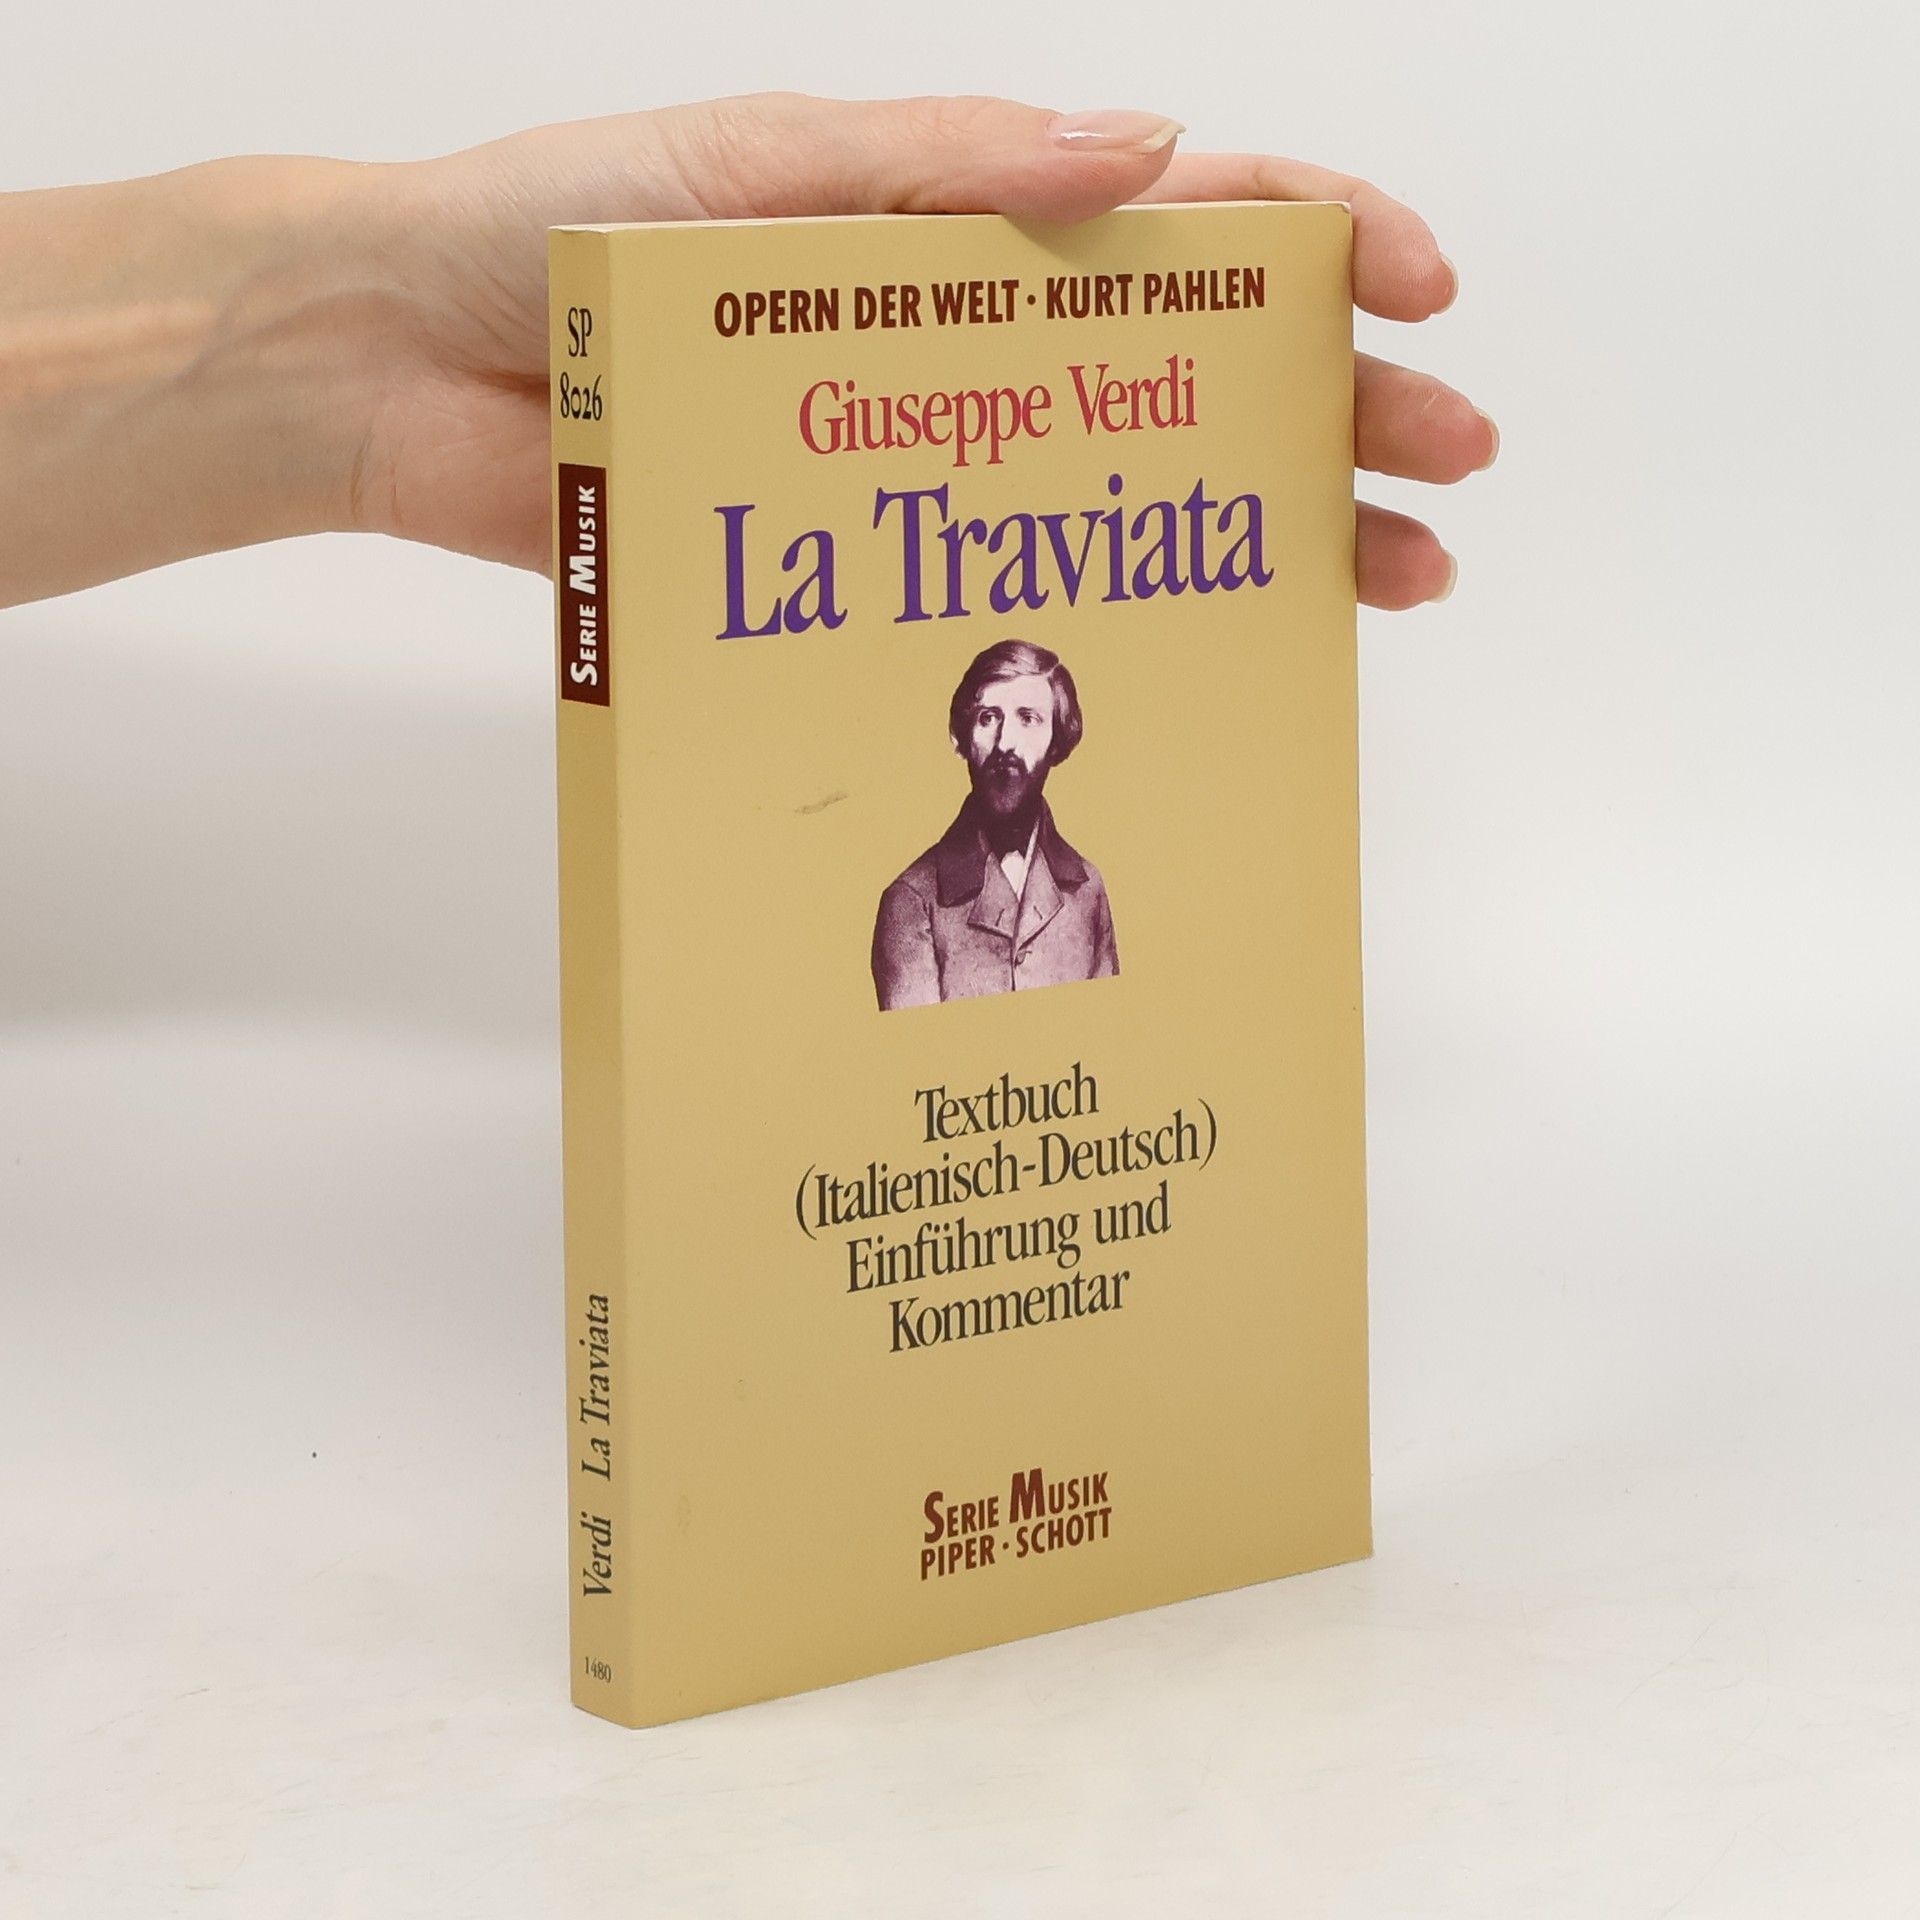 OPERN DER WELT · KURT PAHLEN
Giuseppe Verdi
La Traviata
Textbuch
(Italienisch-Deutsch)
Einführung und
Kommentar
SERIE MUSIK
PIPER · SCHOTT
SP
8026
SERIE MUSIK
Verdi La Traviata
1480